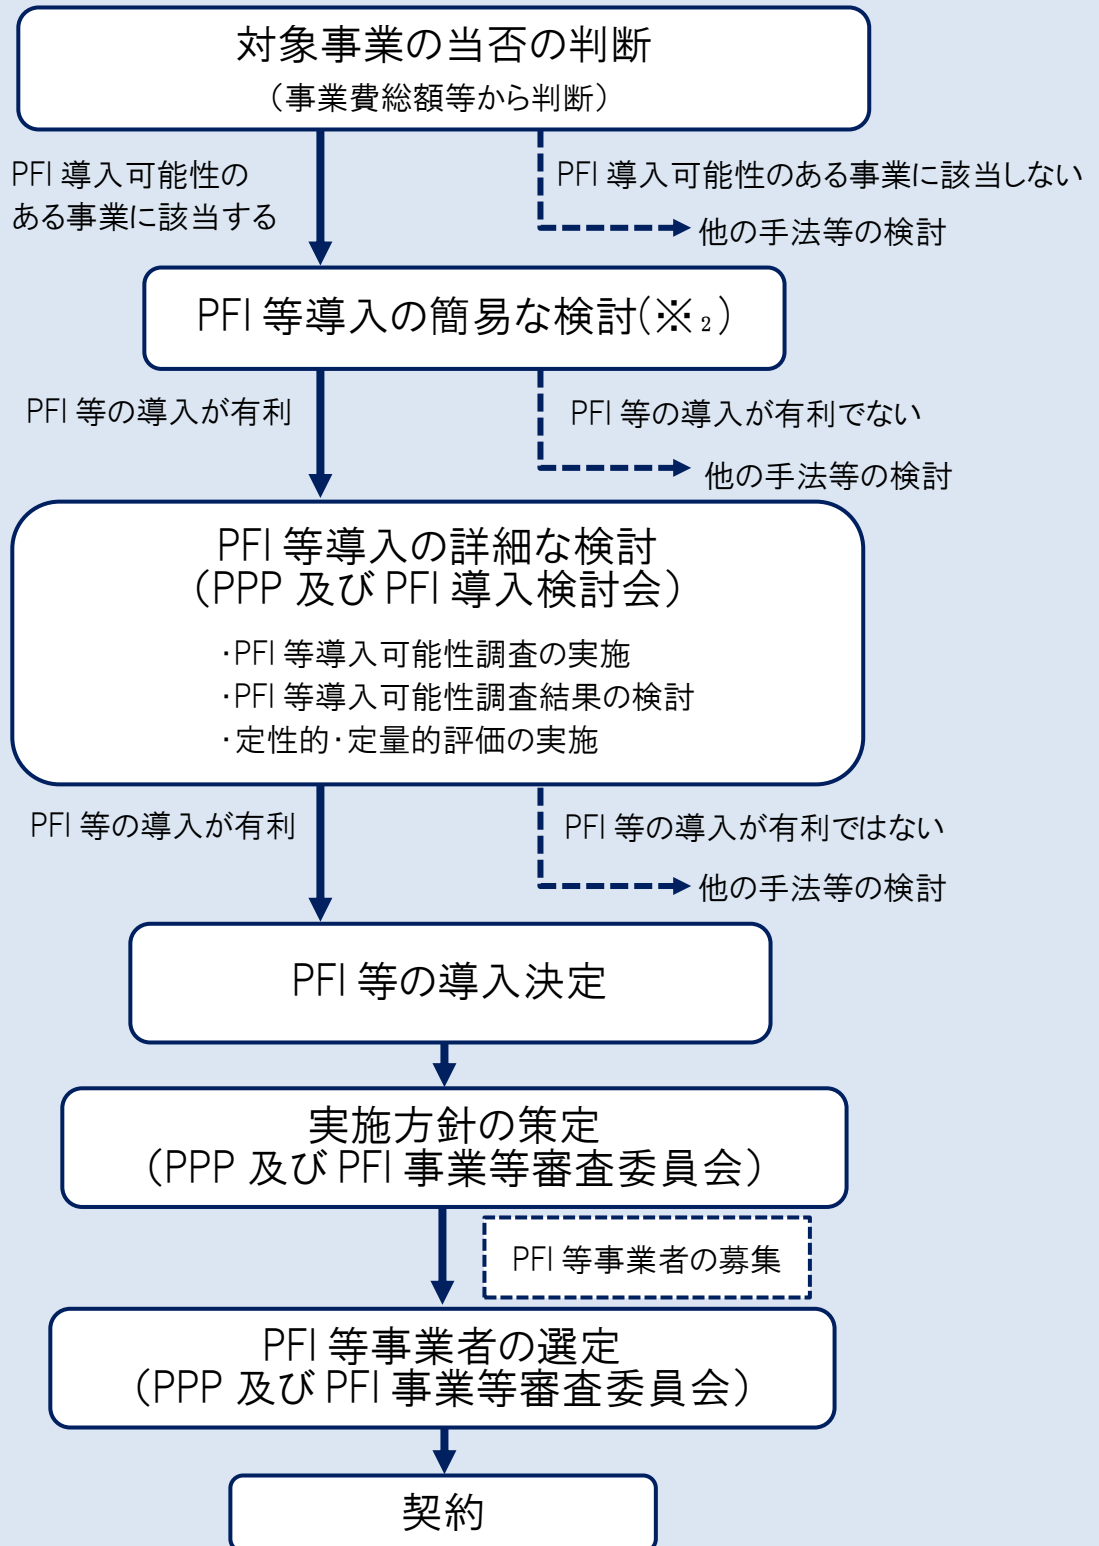 対象事業の当否の判断
（事業費総額等から判断）
PFI 導入可能性の
ある事業に該当する
PFI 導入可能性のある事業に該当しない
他の手法等の検討
PFI 等導入の簡易な検討(※2)
PFI 等の導入が有利
PFI 等の導入が有利でない
他の手法等の検討
PFI 等導入の詳細な検討
（PPP 及び PFI 導入検討会）
・PFI 等導入可能性調査の実施
・PFI 等導入可能性調査結果の検討
・定性的・定量的評価の実施
PFI 等の導入が有利
PFI 等の導入が有利ではない
他の手法等の検討
PFI 等の導入決定
実施方針の策定
（PPP 及び PFI 事業等審査委員会）
PFI 等事業者の募集
PFI 等事業者の選定
（PPP 及び PFI 事業等審査委員会）
契約